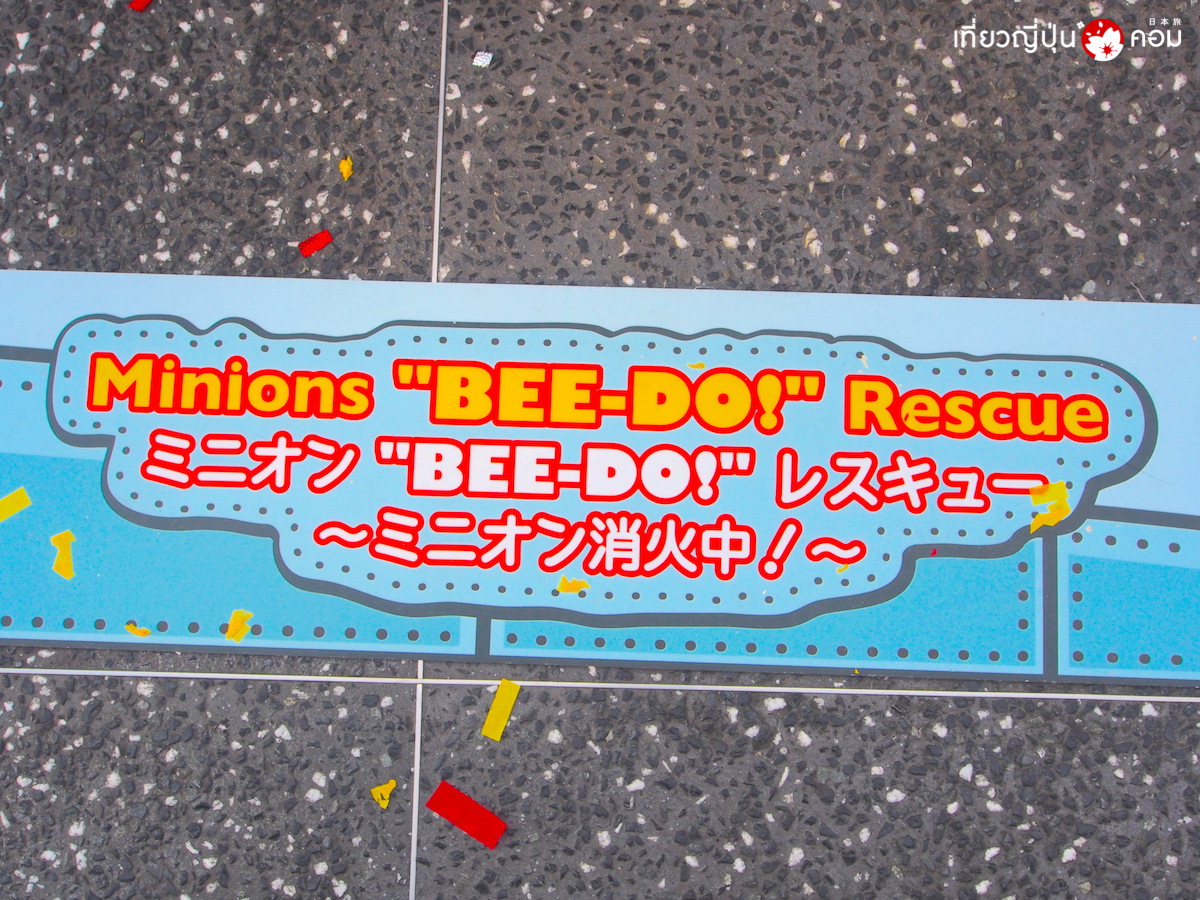 日本旅
เที่ยวญี่ปุ่น คอม
Minions "BEE-DO!" Rescue
ミニオン "BEE-DO!" レスキュー
〜ミニオン消火中！〜